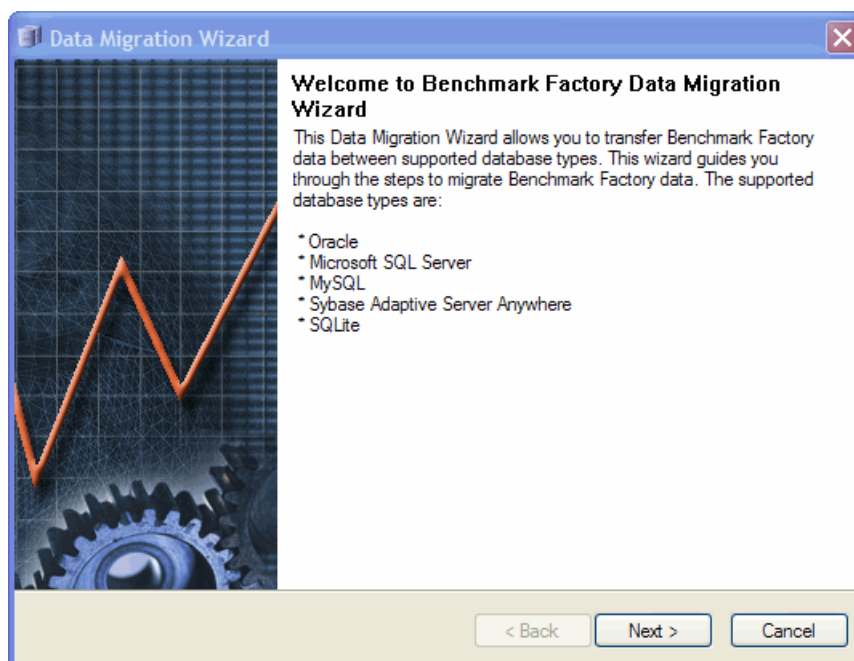 Data Migration Wizard
Welcome to Benchmark Factory Data Migration
Wizard
This Data Migration Wizard allows you to transfer Benchmark Factory
data between supported database types. This wizard guides you
through the steps to migrate Benchmark Factory data. The supported
database types are:
* Oracle
* Microsoft SQL Server
* MySQL
* Sybase Adaptive Server Anywhere
* SQLite
< Back
Next >
Cancel